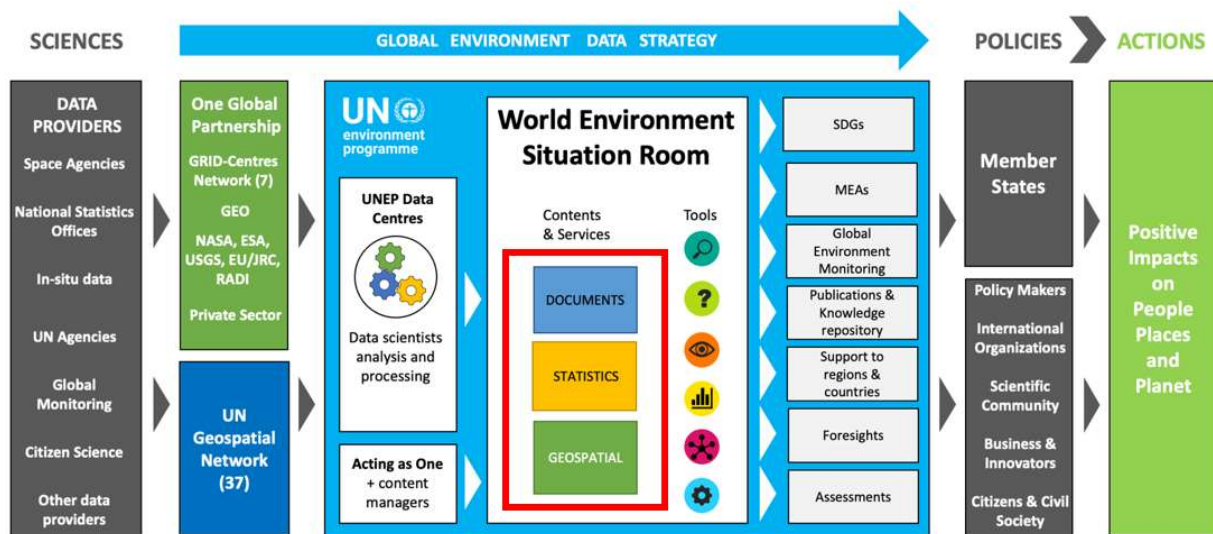 SCIENCES
GLOBAL ENVIRONMENT DATA STRATEGY
POLICIES
ACTIONS
DATA
PROVIDERS
Space Agencies
National Statistics
Offices
In-situ data
UN Agencies
Global
Monitoring
Citizen Science
Other data
providers
One Global
Partnership
GRID-Centres
Network (7)
GEO
NASA, ESA,
USGS, EU/JRC,
RADI
Private Sector
UN
Geospatial
Network
(37)
UN
environment
programme
UNEP Data
Centres
Data scientists
analysis and
processing
Acting as One
+ content
managers
World Environment
Situation Room
Contents
& Services
Tools
DOCUMENTS
STATISTICS
GEOSPATIAL
?
SDGs
MEAs
Global
Environment
Monitoring
Publications &
Knowledge
repository
Support to
regions &
countries
Foresights
Assessments
Member
States
Policy Makers
International
Organizations
Scientific
Community
Business &
Innovators
Citizens & Civil
Society
Positive
Impacts
on
People
Places
and
Planet